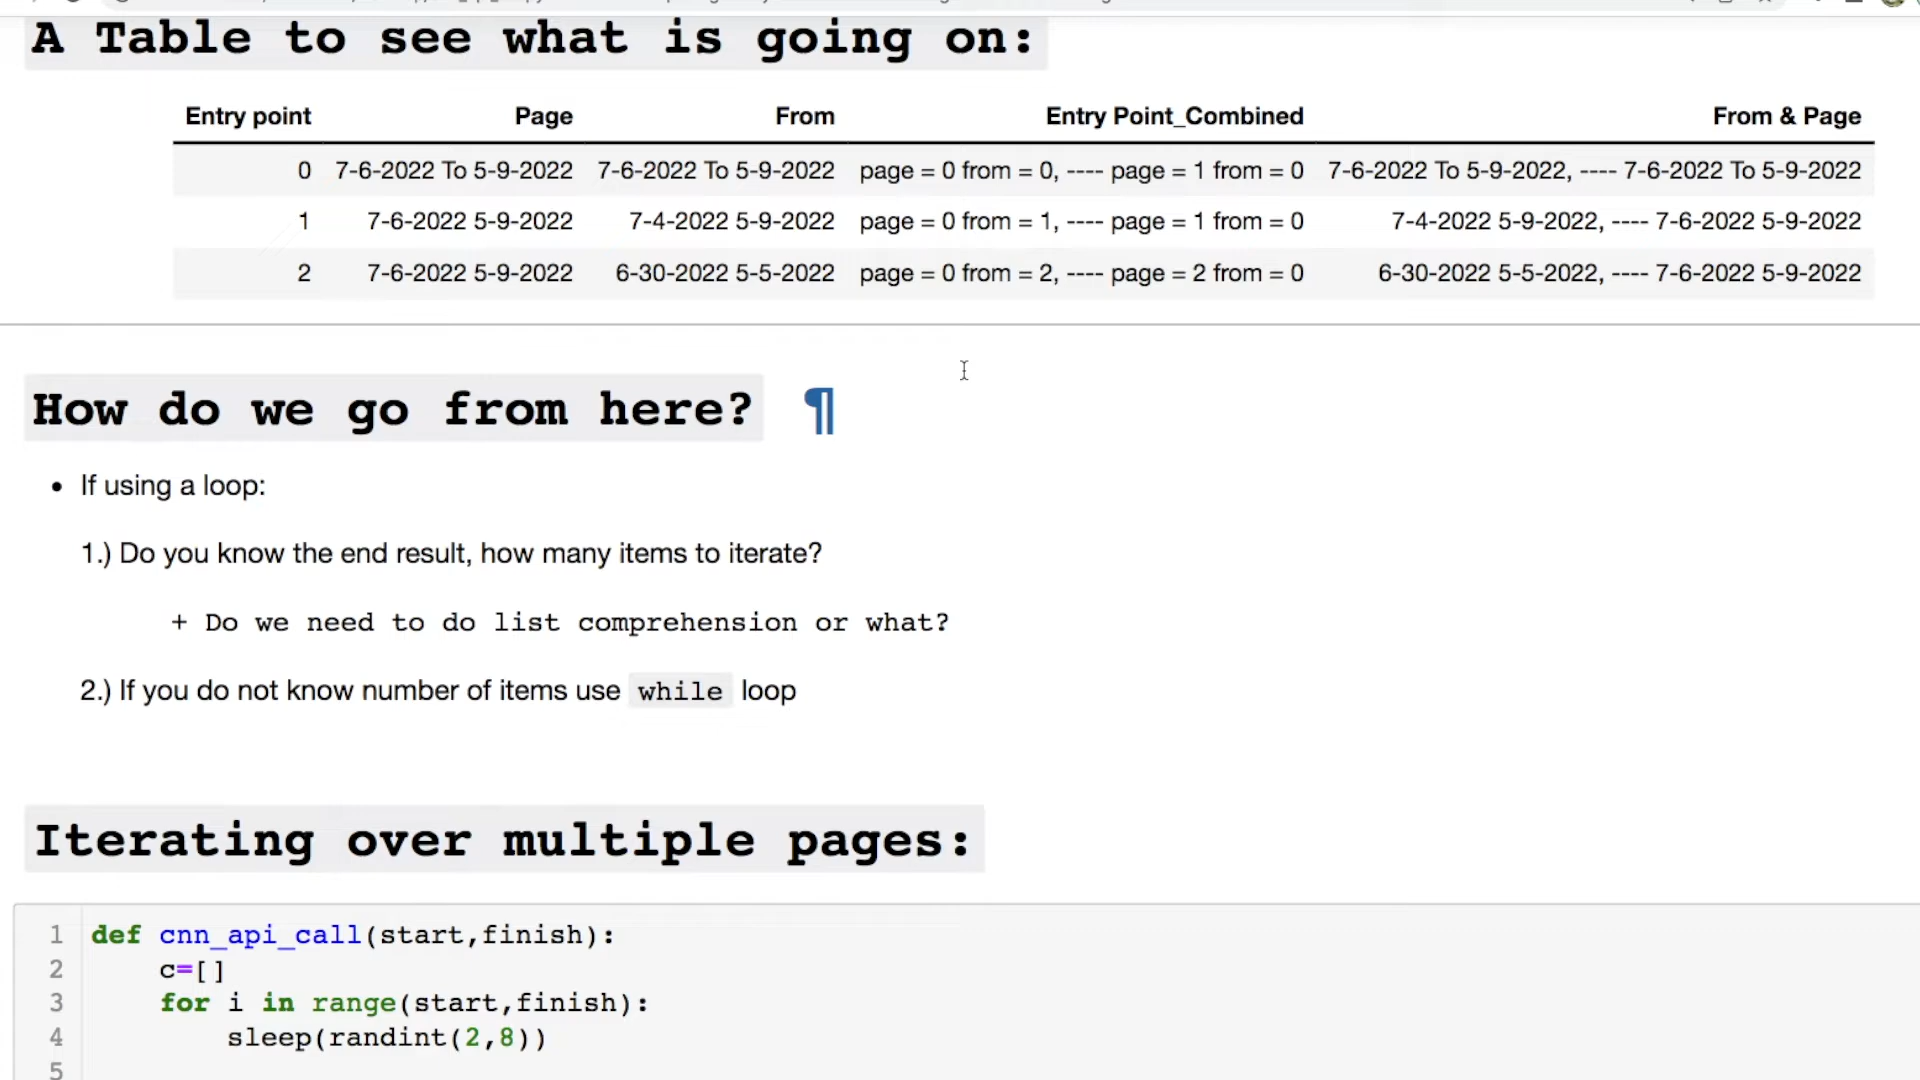 A Table to see what is going on:
Entry point Page From Entry Point_Combined From & Page
0 7-6-2022 To 5-9-2022 7-6-2022 To 5-9-2022 page = 0 from = 0, ---- page = 1 from = 0 7-6-2022 To 5-9-2022, ---- 7-6-2022 To 5-9-2022
1 7-6-2022 5-9-2022 7-4-2022 5-9-2022 page = 0 from = 1, ---- page = 1 from = 0 7-4-2022 5-9-2022, ---- 7-6-2022 5-9-2022
2 7-6-2022 5-9-2022 6-30-2022 5-5-2022 page = 0 from = 2, ---- page = 2 from = 0 6-30-2022 5-5-2022, ---- 7-6-2022 5-9-2022
How do we go from here? ¶
• If using a loop:
1.) Do you know the end result, how many items to iterate?
+ Do we need to do list comprehension or what?
2.) If you do not know number of items use while loop
Iterating over multiple pages:
1 def cnn_api_call(start,finish):
2     c=[]
3     for i in range(start,finish):
4         sleep(randint(2,8))
5